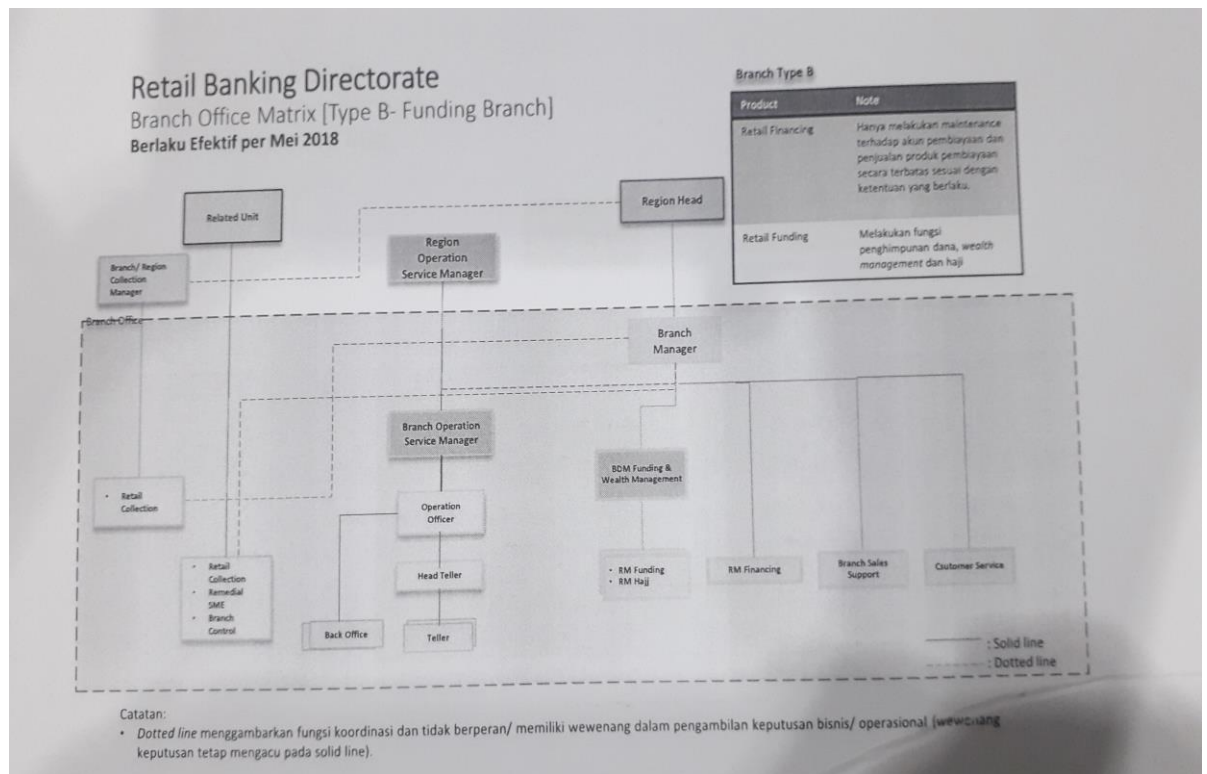 Retail Banking Directorate
Branch Office Matrix [Type B- Funding Branch]
Berlaku Efektif per Mei 2018
Branch Type B
Product
Note
Retail Financing
Hanya melakukan maintenance
terhadap akun pembiayaan dan
penjualan produk pembiayaan
secara terbatas sesuai dengan
ketentuan yang berlaku.
Retail Funding
Melakukan fungsi
penghimpunan dana, wealth
management dan haji
Related Unit
Region Head
Region
Operation
Service Manager
Branch/ Region
Collection
Manager
Branch Office
Branch
Manager
Branch Operation
Service Manager
BDM Funding &
Wealth Management
• Retail
Collection
Operation
Officer
• Retail
Collection
• Remedial
SME
• Branch
Control
Head Teller
• RM Funding
• RM Hajj
RM Financing
Branch Sales
Support
Csutomer Service
Back Office
Teller
: Solid line
: Dotted line
Catatan:
• Dotted line menggambarkan fungsi koordinasi dan tidak berperan/ memiliki wewenang dalam pengambilan keputusan bisnis/ operasional (wewenang
keputusan tetap mengacu pada solid line).